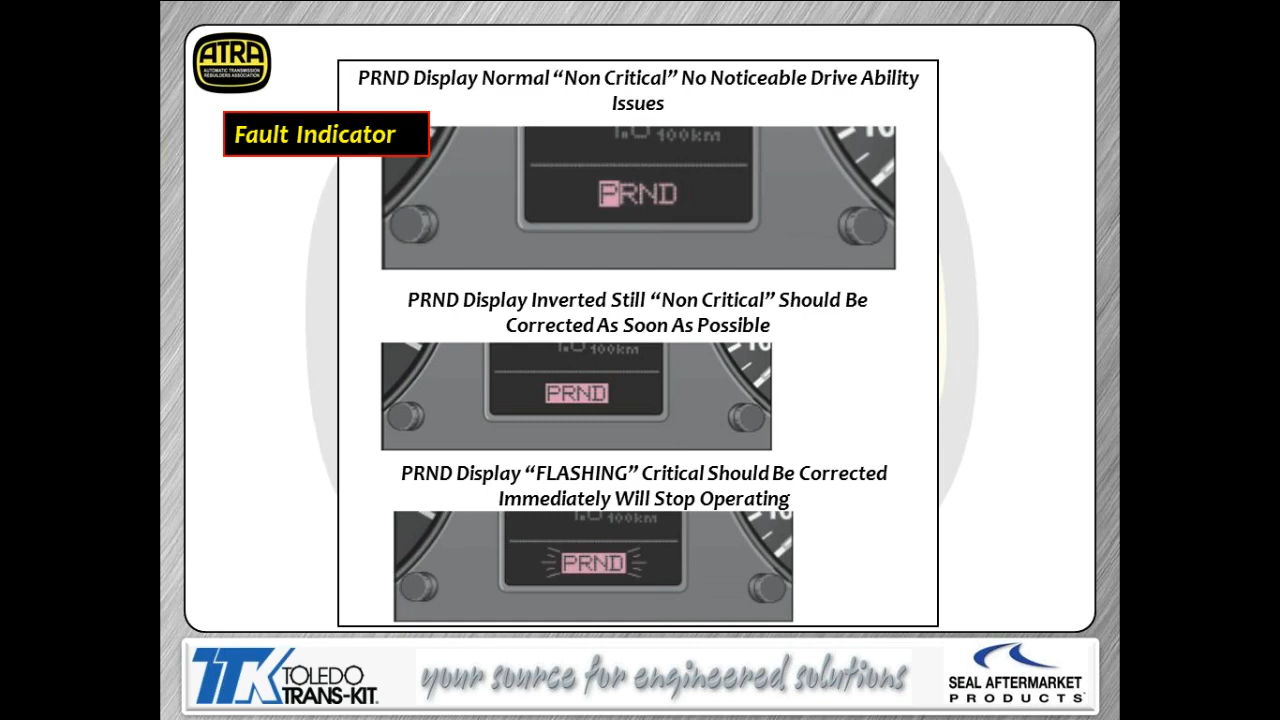 ATRA
AUTOMATIC TRANSMISSION
REBUILDERS ASSOCIATION
PRND Display Normal “Non Critical” No Noticeable Drive Ability
Issues
Fault Indicator
100km
10
PRND
PRND Display Inverted Still “Non Critical” Should Be
Corrected As Soon As Possible
100km
PRND
PRND Display “FLASHING” Critical Should Be Corrected
Immediately Will Stop Operating
100km
PRND
TTK TOLEDO
TRANS-KIT.
your source for engineered solutions
SEAL AFTERMARKET
PRODUCTS